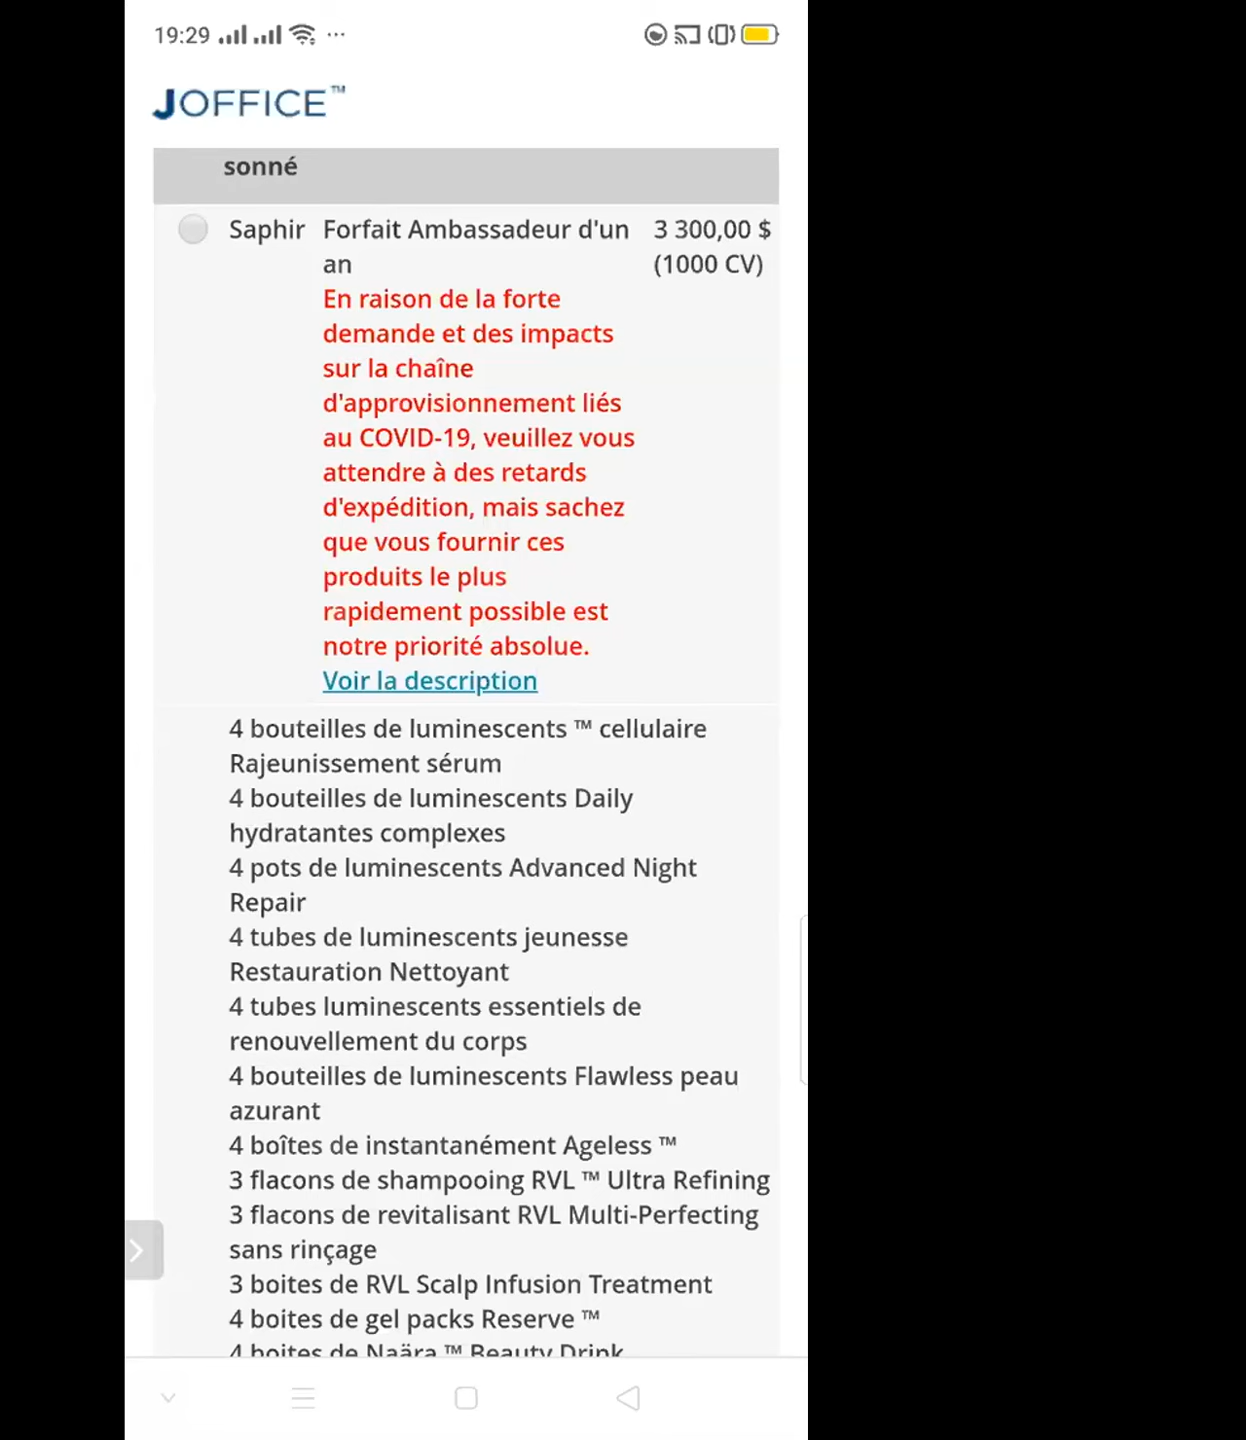 19:29
JOFFICE™
sonné
Saphir Forfait Ambassadeur d'un 3 300,00 $
an (1000 CV)
En raison de la forte
demande et des impacts
sur la chaîne
d'approvisionnement liés
au COVID-19, veuillez vous
attendre à des retards
d'expédition, mais sachez
que vous fournir ces
produits le plus
rapidement possible est
notre priorité absolue.
Voir la description
4 bouteilles de luminescents ™ cellulaire
Rajeunissement sérum
4 bouteilles de luminescents Daily
hydratantes complexes
4 pots de luminescents Advanced Night
Repair
4 tubes de luminescents jeunesse
Restauration Nettoyant
4 tubes luminescents essentiels de
renouvellement du corps
4 bouteilles de luminescents Flawless peau
azurant
4 boîtes de instantanément Ageless ™
3 flacons de shampooing RVL ™ Ultra Refining
3 flacons de revitalisant RVL Multi-Perfecting
sans rinçage
3 boites de RVL Scalp Infusion Treatment
4 boites de gel packs Reserve ™
4 boites de Naära ™ Beauty Drink